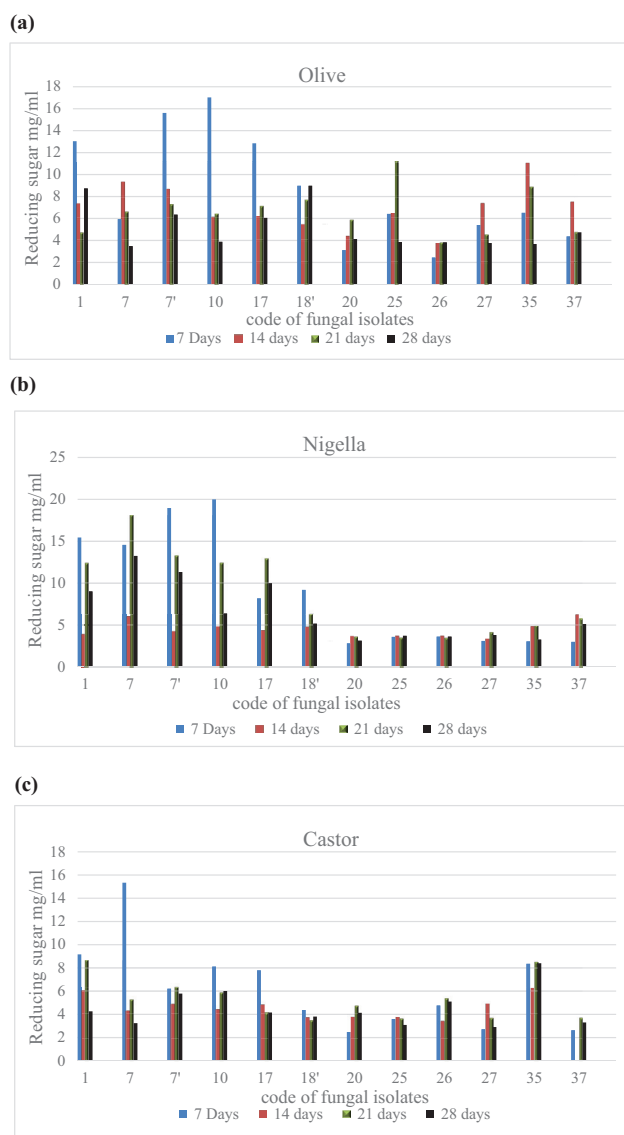 (a)
Olive
Reducing sugar mg/ml
18
16
14
12
10
8
6
4
2
0
1 7 7' 10 17 18' 20 25 26 27 35 37
code of fungal isolates
7 Days 14 days 21 days 28 days
(b)
Nigella
Reducing sugar mg/ml
25
20
15
10
5
0
1 7 7' 10 17 18' 20 25 26 27 35 37
code of fungal isolates
7 Days 14 days 21 days 28 days
(c)
Castor
Reducing sugar mg/ml
18
16
14
12
10
8
6
4
2
0
1 7 7' 10 17 18' 20 25 26 27 35 37
code of fungal isolates
7 Days 14 days 21 days 28 days